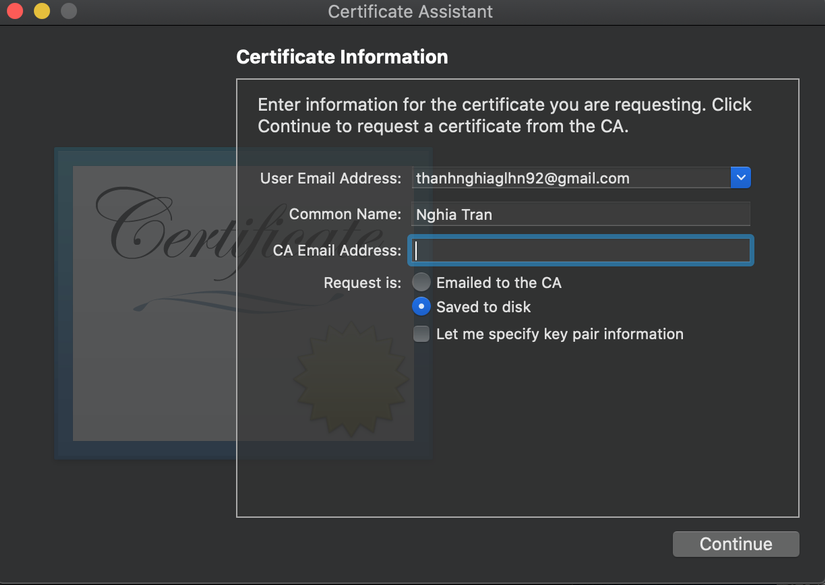 Certificate Assistant
Certificate Information
Enter information for the certificate you are requesting. Click
Continue to request a certificate from the CA.
Certificate
User Email Address: thanhnghiaglhn92@gmail.com
Common Name: Nghia Tran
CA Email Address:
Request is: Emailed to the CA
Saved to disk
Let me specify key pair information
Continue